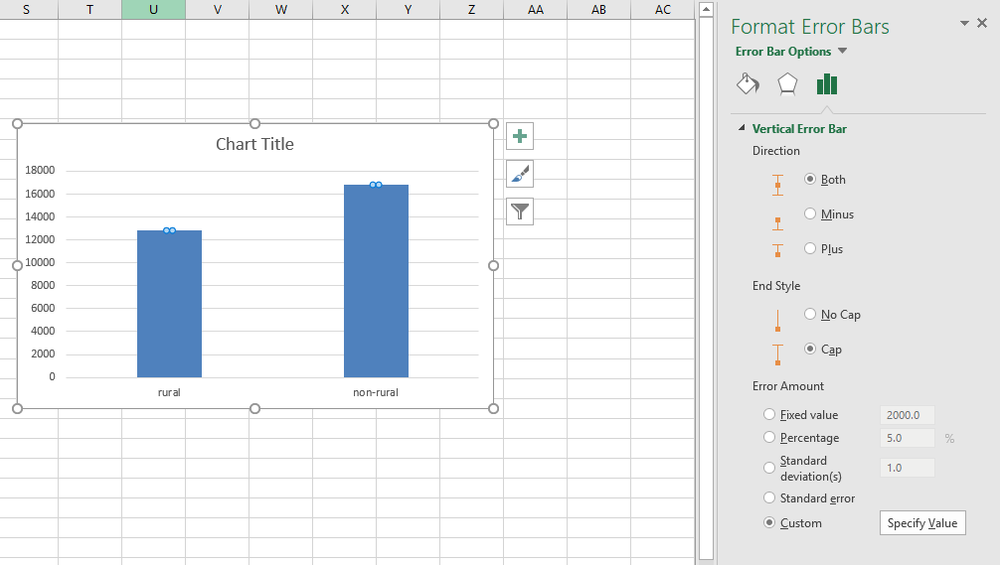 S T U V W X Y Z AA AB AC
Format Error Bars
Error Bar Options
Chart Title
18000
16000
14000
12000
10000
8000
6000
4000
2000
0
rural non-rural
Vertical Error Bar
Direction
Both
Minus
Plus
End Style
No Cap
Cap
Error Amount
Fixed value 2000.0
Percentage 5.0 %
Standard
deviation(s) 1.0
Standard error
Custom Specify Value